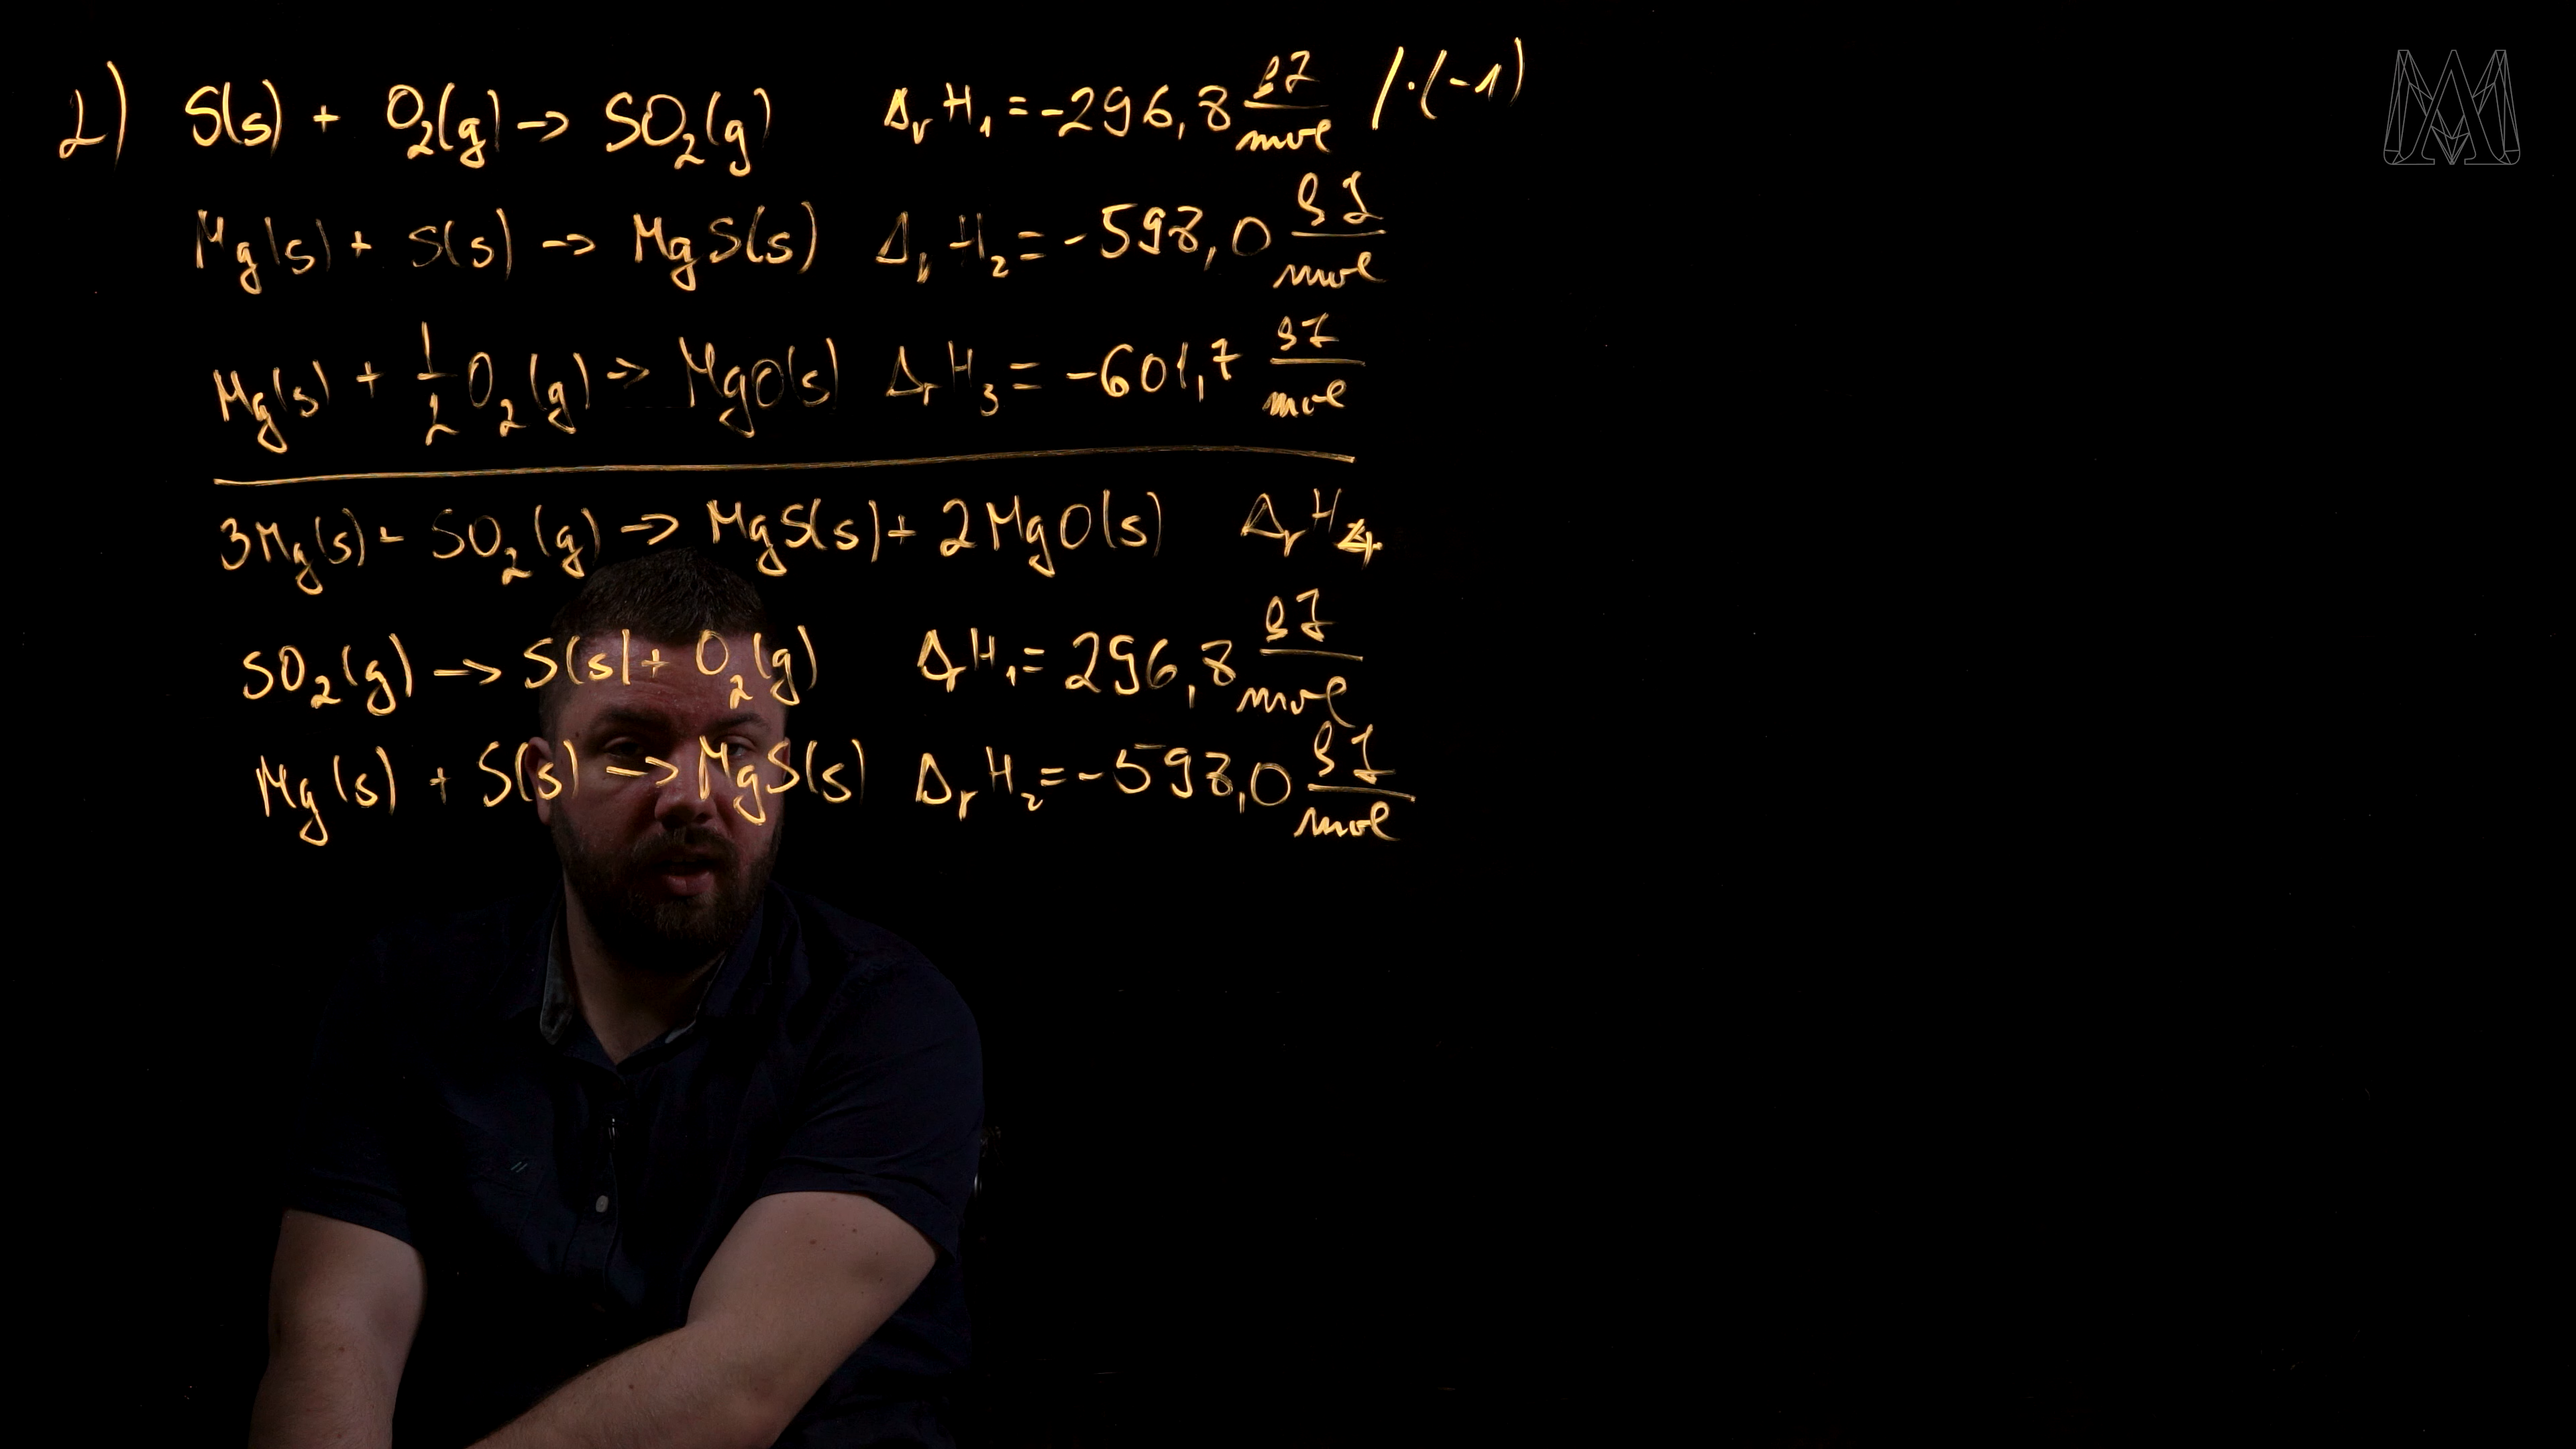 2) S(s) + O₂(g) -> SO₂(g) ΔrH₁ = -296,8 kJ/mol /·(-1)
Mg(s) + S(s) -> MgS(s) ΔrH₂ = -598,0 kJ/mol
Mg(s) + 1/2 O₂(g) -> MgO(s) ΔrH₃ = -601,7 kJ/mol
3Mg(s) + SO₂(g) -> MgS(s) + 2MgO(s) ΔrH₄
SO₂(g) -> S(s) + O₂(g) ΔrH₁ = 296,8 kJ/mol
Mg(s) + S(s) -> MgS(s) ΔrH₂ = -598,0 kJ/mol